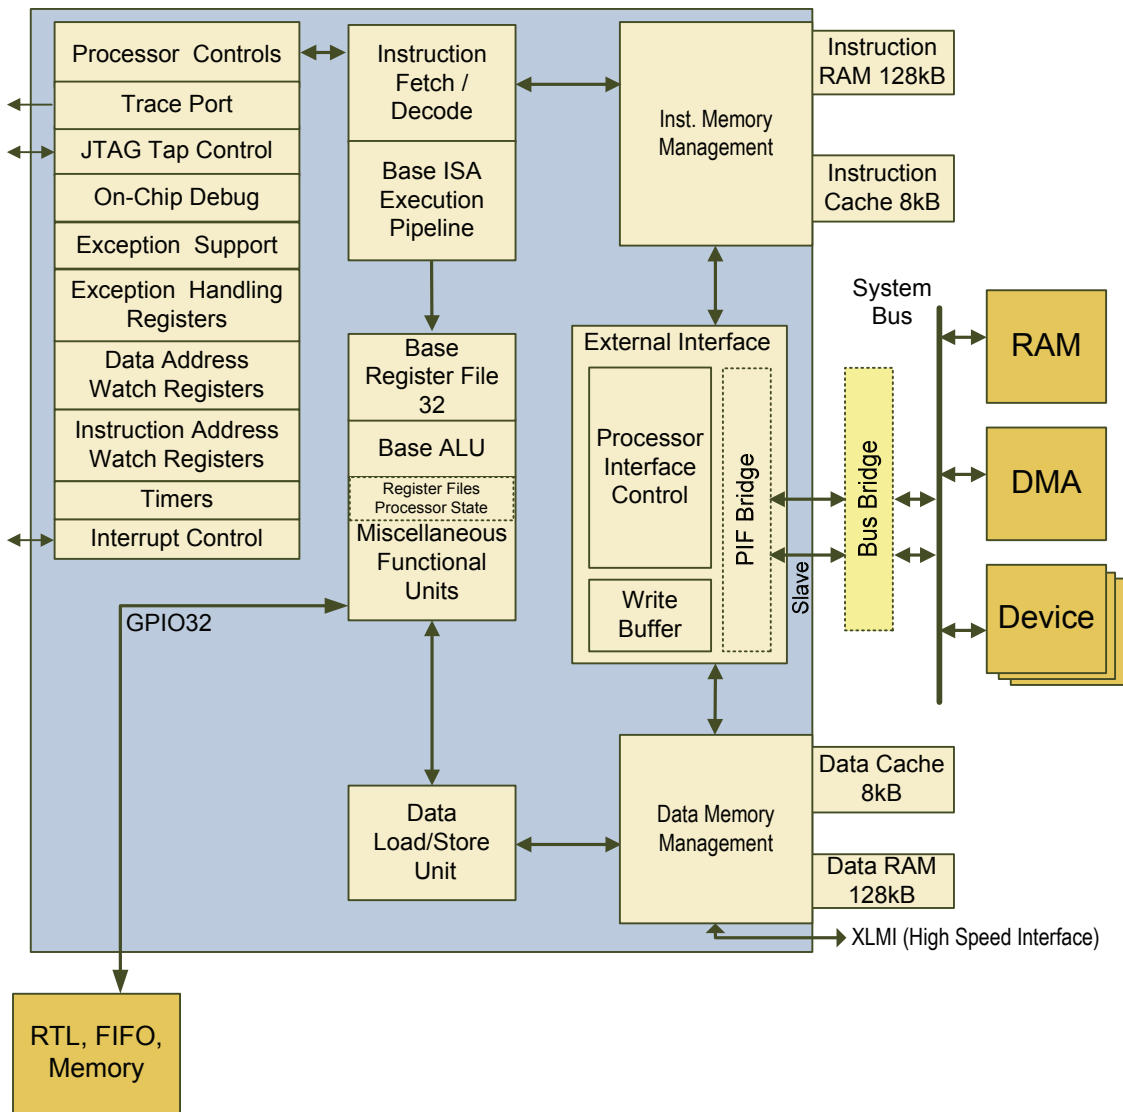 Processor Controls
Trace Port
JTAG Tap Control
On-Chip Debug
Exception Support
Exception Handling
Registers
Data Address
Watch Registers
Instruction Address
Watch Registers
Timers
Interrupt Control
Instruction
Fetch /
Decode
Base ISA
Execution
Pipeline
Base
Register File
32
Base ALU
Register Files
Processor State
Miscellaneous
Functional
Units
GPIO32
Data
Load/Store
Unit
RTL, FIFO,
Memory
Inst. Memory
Management
Instruction
RAM 128kB
Instruction
Cache 8kB
External Interface
Processor
Interface
Control
Write
Buffer
PIF Bridge
Slave
Bus Bridge
System
Bus
RAM
DMA
Device
Data Memory
Management
Data Cache
8kB
Data RAM
128kB
XLMI (High Speed Interface)